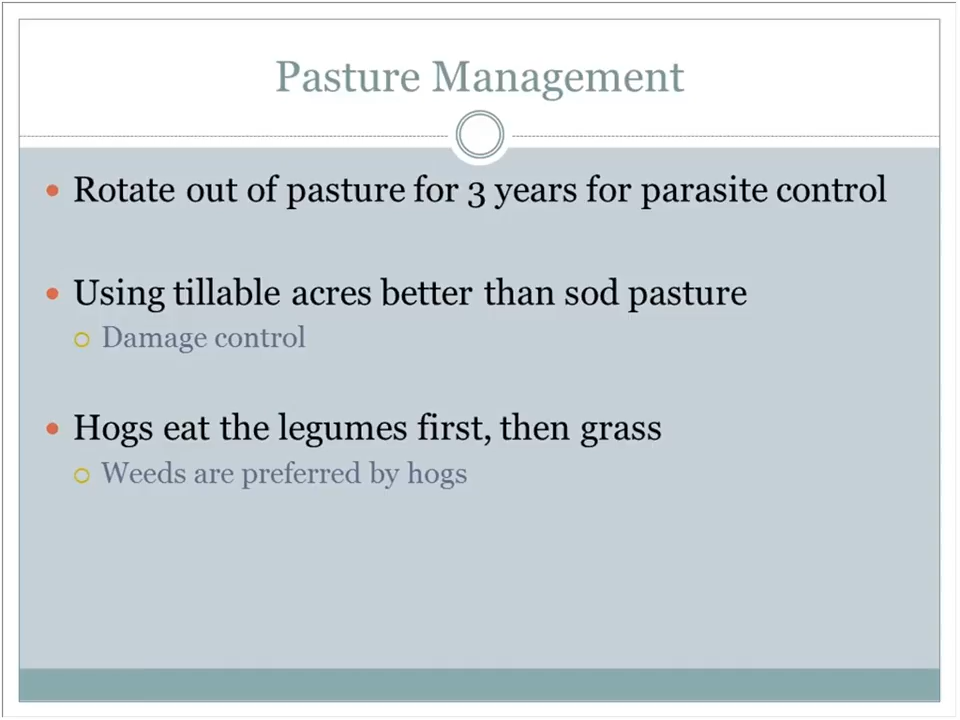 Pasture Management
Rotate out of pasture for 3 years for parasite control
Using tillable acres better than sod pasture
Damage control
Hogs eat the legumes first, then grass
Weeds are preferred by hogs